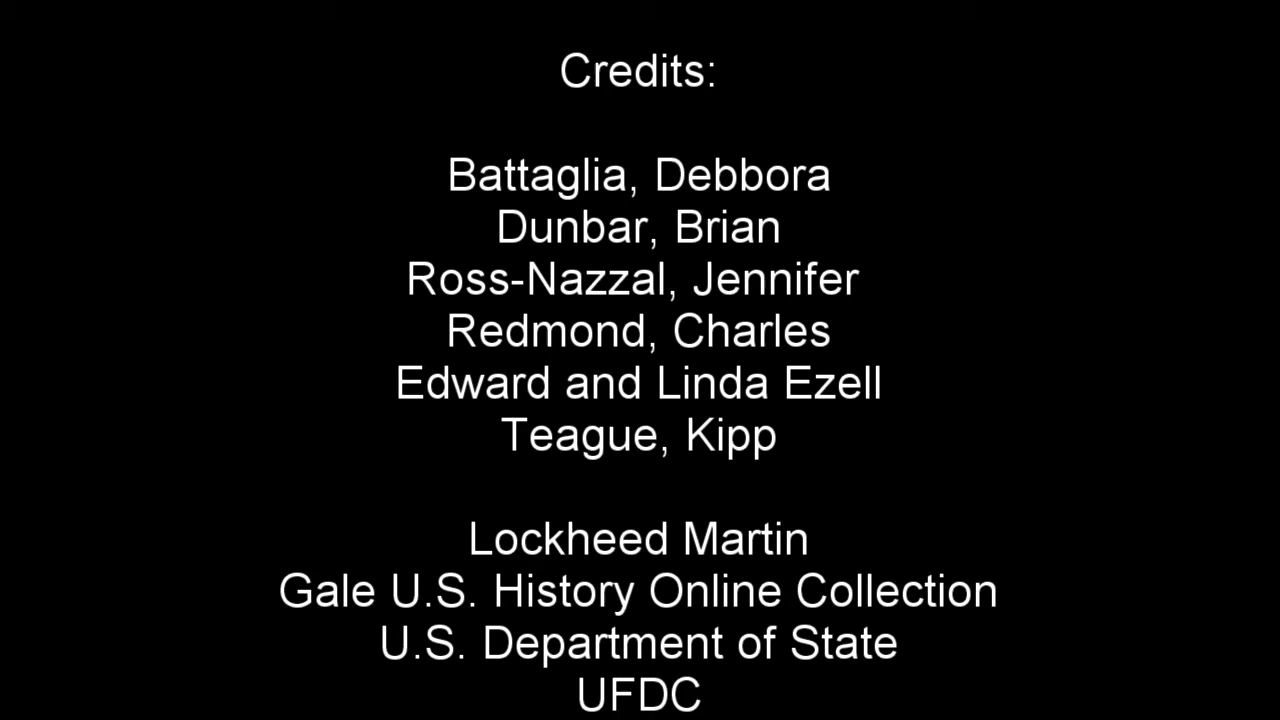 Credits:
Battaglia, Debbora
Dunbar, Brian
Ross-Nazzal, Jennifer
Redmond, Charles
Edward and Linda Ezell
Teague, Kipp
Lockheed Martin
Gale U.S. History Online Collection
U.S. Department of State
UFDC